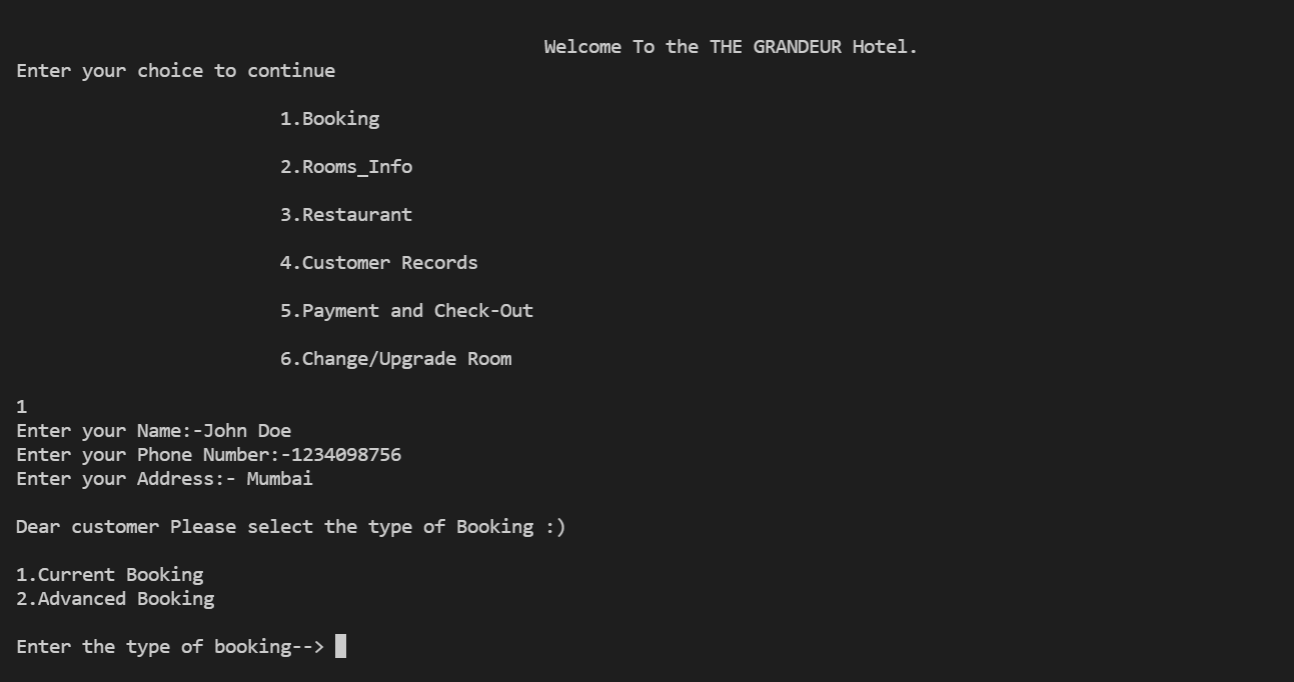 Welcome To the THE GRANDEUR Hotel.
Enter your choice to continue
1.Booking
2.Rooms_Info
3.Restaurant
4.Customer Records
5.Payment and Check-Out
6.Change/Upgrade Room
1
Enter your Name:-John Doe
Enter your Phone Number:-1234098756
Enter your Address:- Mumbai
Dear customer Please select the type of Booking :)
1.Current Booking
2.Advanced Booking
Enter the type of booking-->